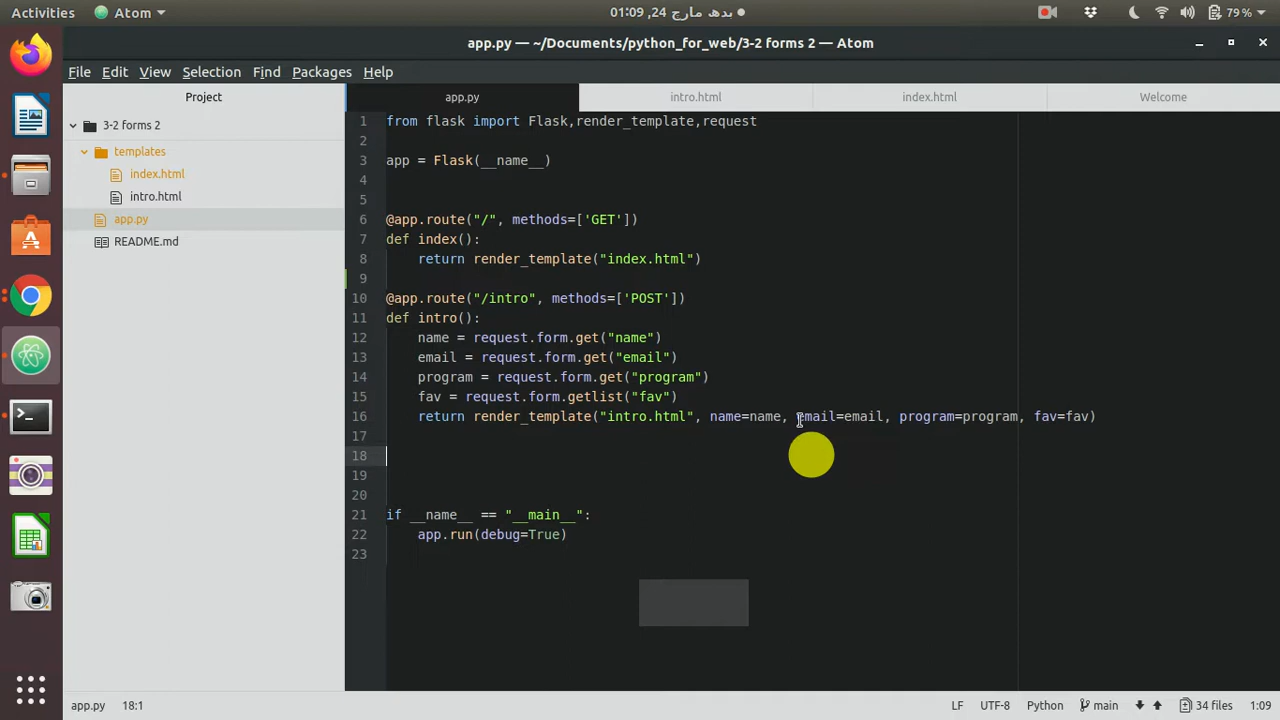 Activities Atom بدھ مارچ 24, 01:09 79 %
app.py — ~/Documents/python_for_web/3-2 forms 2 — Atom
File Edit View Selection Find Packages Help
Project app.py intro.html index.html Welcome
3-2 forms 2
templates
index.html
intro.html
app.py
README.md
1 from flask import Flask,render_template,request
2
3 app = Flask(__name__)
4
5
6 @app.route("/", methods=['GET'])
7 def index():
8 return render_template("index.html")
9
10 @app.route("/intro", methods=['POST'])
11 def intro():
12 name = request.form.get("name")
13 email = request.form.get("email")
14 program = request.form.get("program")
15 fav = request.form.getlist("fav")
16 return render_template("intro.html", name=name, email=email, program=program, fav=fav)
17
18
19
20
21 if __name__ == "__main__":
22 app.run(debug=True)
23
app.py 18:1 LF UTF-8 Python main 34 files 1:09